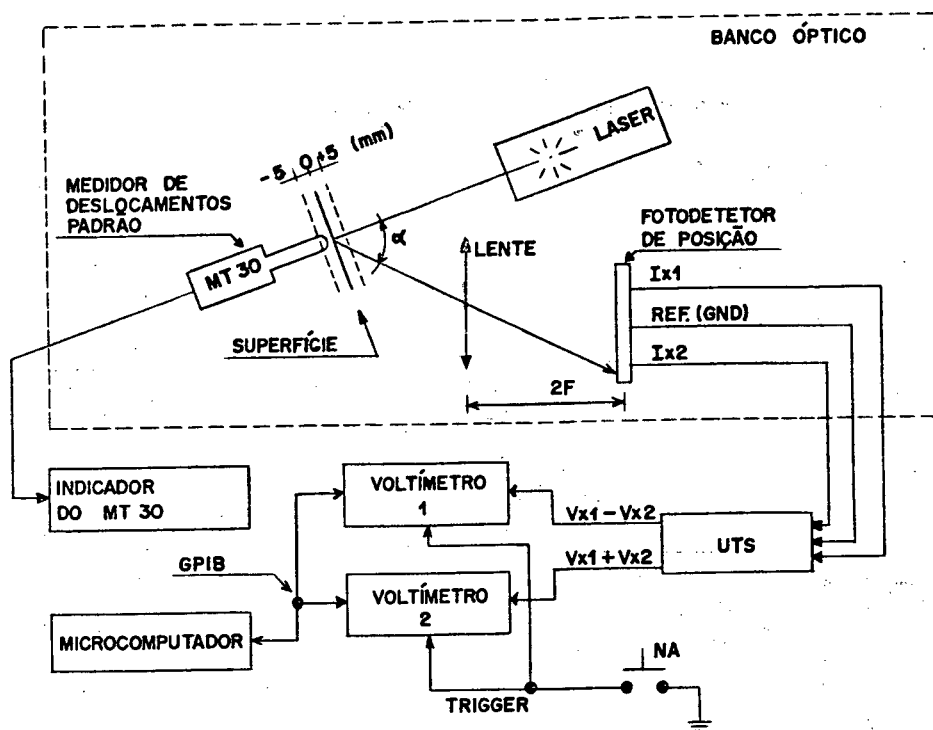 BANCO ÓPTICO
LASER
-5 0 +5 (mm)
MEDIDOR DE
DESLOCAMENTOS
PADRÃO
MT 30
α
LENTE
FOTODETETOR
DE POSIÇÃO
Ix1
REF. (GND)
Ix2
SUPERFÍCIE
2F
INDICADOR
DO MT 30
VOLTÍMETRO
1
Vx1-Vx2
UTS
GPIB
Vx1+Vx2
VOLTÍMETRO
2
MICROCOMPUTADOR
NA
TRIGGER